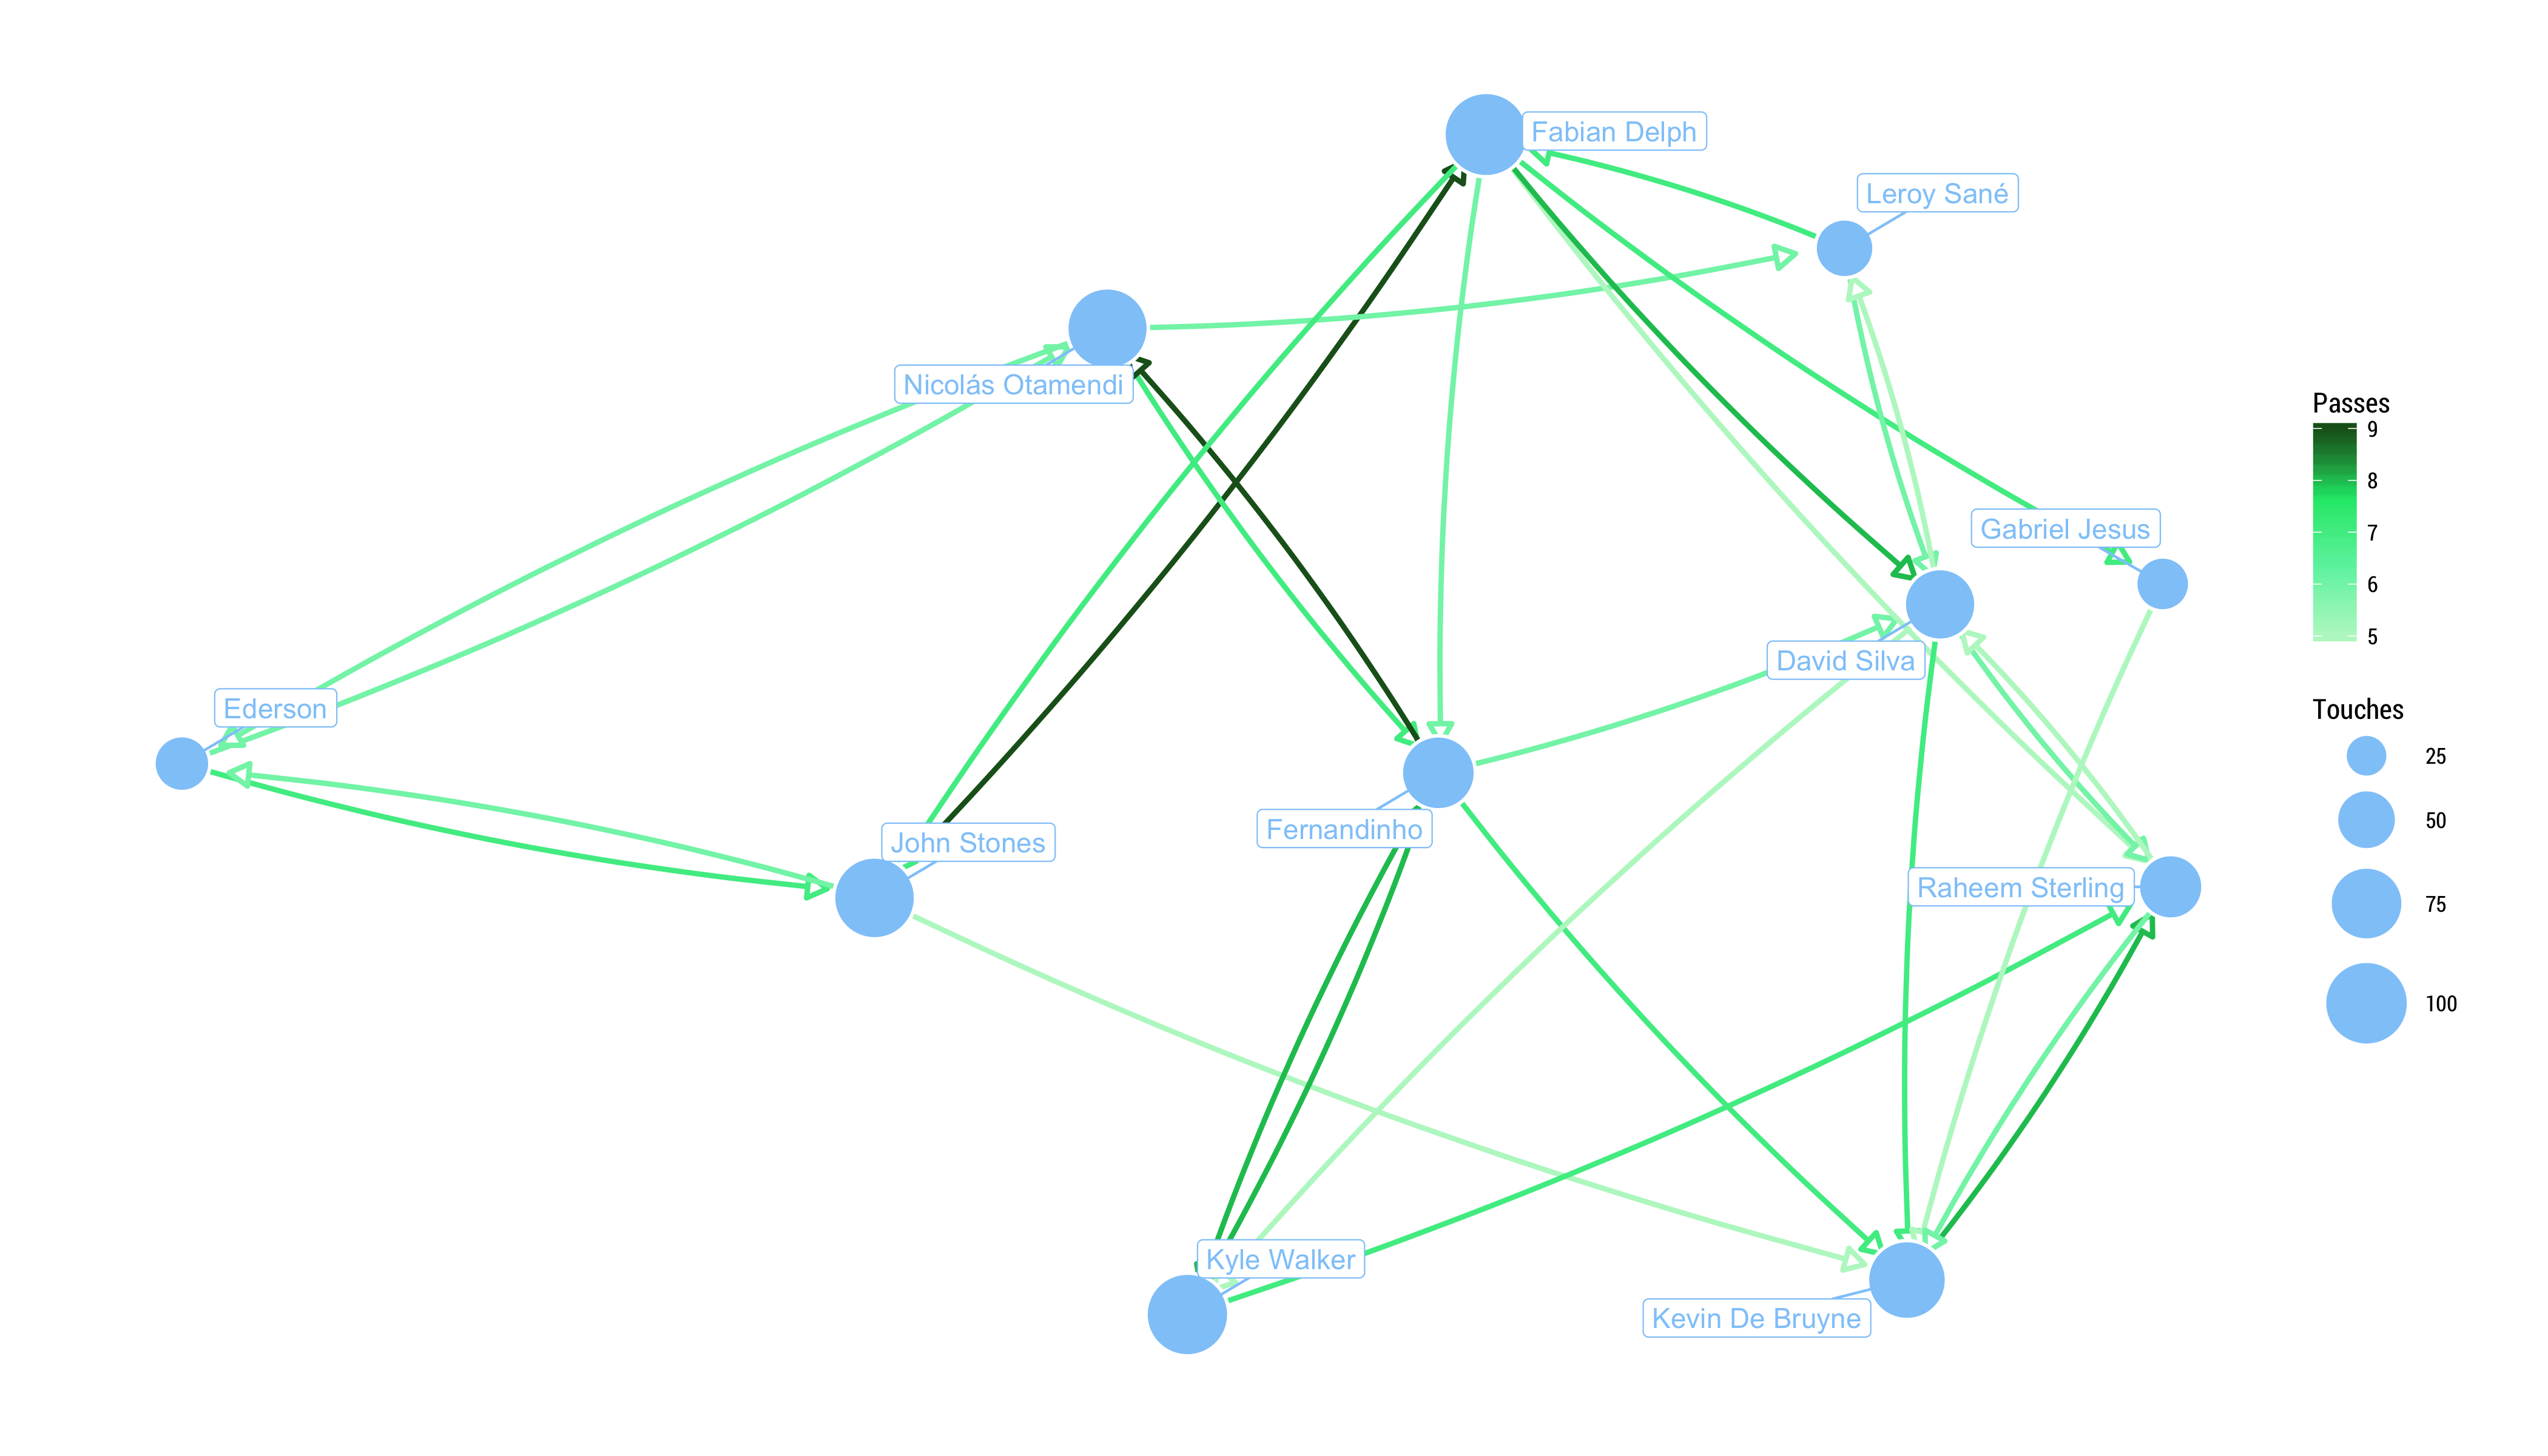 Fabian Delph
Leroy Sané
Nicolás Otamendi
Gabriel Jesus
David Silva
Ederson
Fernandinho
John Stones
Raheem Sterling
Kyle Walker
Kevin De Bruyne
Passes
9
8
7
6
5
Touches
25
50
75
100